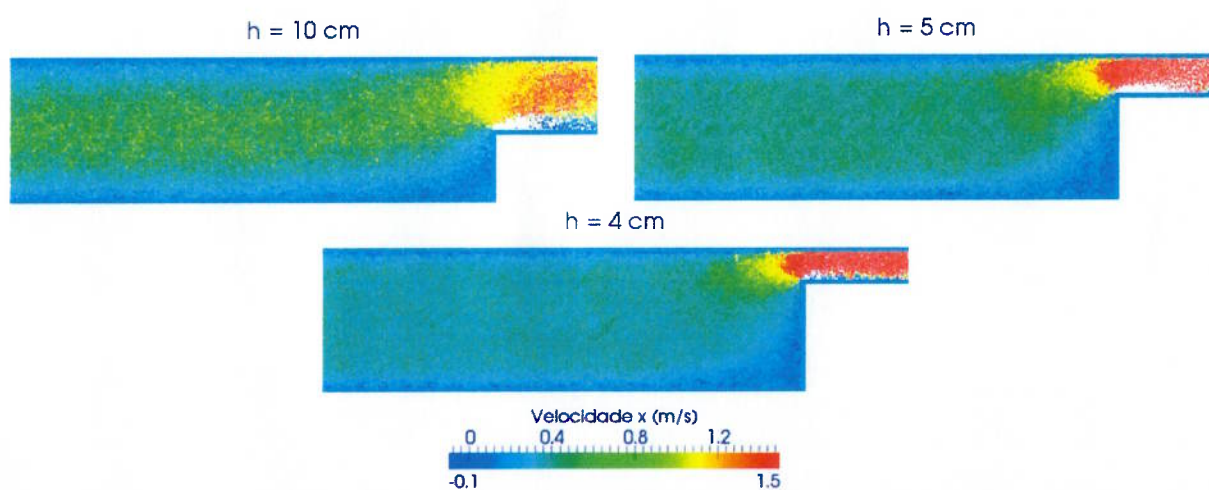 h = 10 cm
h = 5 cm
h = 4 cm
Velocidade x (m/s)
0 0.4 0.8 1.2
-0.1 1.5